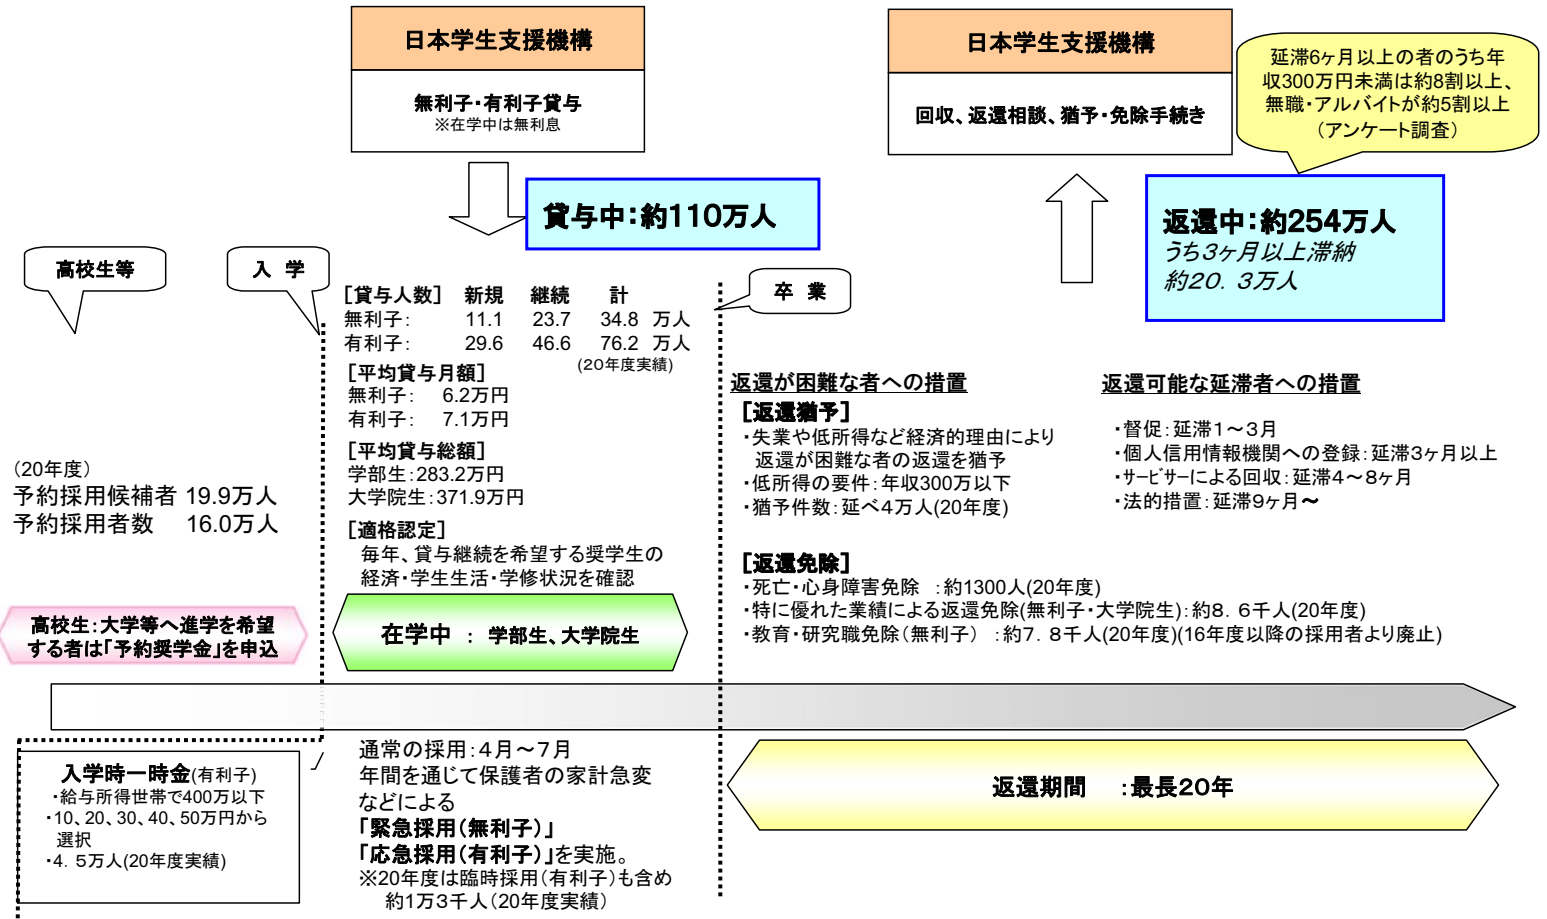 日本学生支援機構
無利子・有利子貸与
※在学中は無利息
日本学生支援機構
回収、返還相談、猶予・免除手続き
延滞6ヶ月以上の者のうち年
収300万円未満は約8割以上、
無職・アルバイトが約5割以上
(アンケート調査)
貸与中：約110万人
返還中：約254万人
うち3ヶ月以上滞納
約20．3万人
高校生等
入 学
卒 業
[貸与人数] 新規 継続 計
無利子： 11.1 23.7 34.8 万人
有利子： 29.6 46.6 76.2 万人
(20年度実績)
[平均貸与月額]
無利子： 6.2万円
有利子： 7.1万円
[平均貸与総額]
学部生：283.2万円
大学院生：371.9万円
[適格認定]
毎年、貸与継続を希望する奨学生の
経済・学生生活・学修状況を確認
(20年度)
予約採用候補者 19.9万人
予約採用者数 16.0万人
高校生：大学等へ進学を希望
する者は「予約奨学金」を申込
在学中 ： 学部生、大学院生
返還が困難な者への措置
[返還猶予]
・失業や低所得など経済的理由により
返還が困難な者の返還を猶予
・低所得の要件：年収300万以下
・猶予件数：延べ4万人(20年度)
返還可能な延滞者への措置
・督促：延滞1～3月
・個人信用情報機関への登録：延滞3ヶ月以上
・サービサーによる回収：延滞4～8ヶ月
・法的措置：延滞9ヶ月～
[返還免除]
・死亡・心身障害免除 ：約1300人(20年度)
・特に優れた業績による返還免除(無利子・大学院生)：約8．6千人(20年度)
・教育・研究職免除(無利子) ：約7．8千人(20年度)(16年度以降の採用者より廃止)
入学時一時金(有利子)
・給与所得世帯で400万以下
・10、20、30、40、50万円から
選択
・4．5万人(20年度実績)
通常の採用：4月～7月
年間を通じて保護者の家計急変
などによる
「緊急採用(無利子)」
「応急採用(有利子)」を実施。
※20年度は臨時採用(有利子)も含め
約1万3千人(20年度実績)
返還期間 ：最長20年